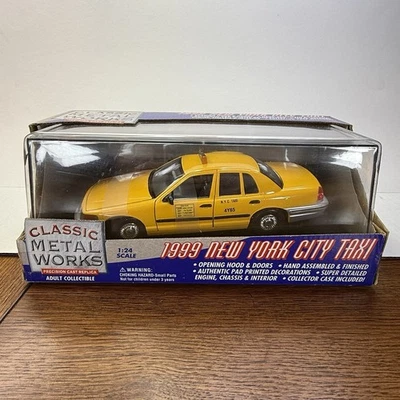 CLASSIC
METAL
WORKS
PRECISION CAST REPLICA
ADULT COLLECTIBLE
1:24
SCALE
1999 NEW YORK CITY TAXI
⚠ WARNING:
CHOKING HAZARD-Small Parts
Not for children under 3 years
• OPENING HOOD & DOORS • HAND ASSEMBLED & FINISHED
• AUTHENTIC PAD PRINTED DECORATIONS • SUPER DETAILED
ENGINE, CHASSIS & INTERIOR • COLLECTOR CASE INCLUDED!